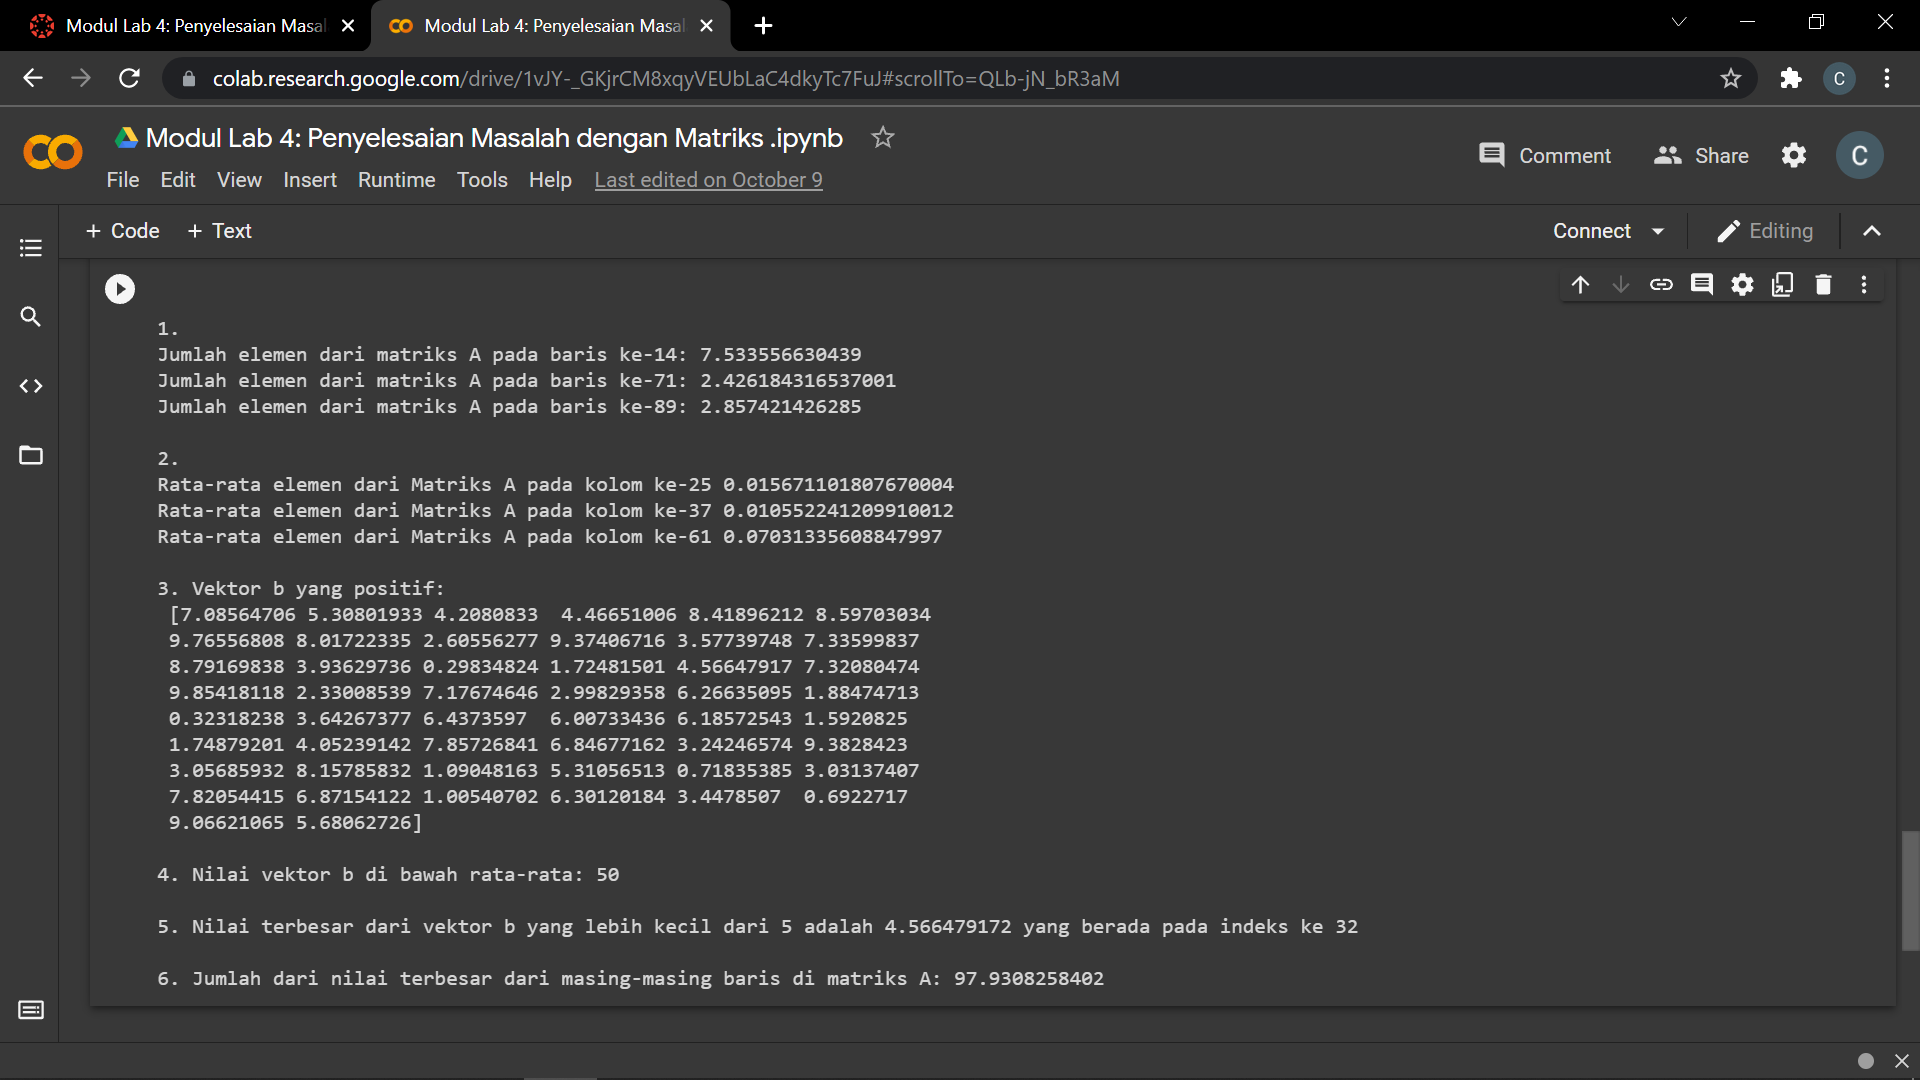 Modul Lab 4: Penyelesaian Masal
Modul Lab 4: Penyelesaian Masal
colab.research.google.com/drive/1vJY-_GKjrCM8xqyVEUbLaC4dkyTc7FuJ#scrollTo=QLb-jN_bR3aM
C
Modul Lab 4: Penyelesaian Masalah dengan Matriks .ipynb
Comment
Share
C
File Edit View Insert Runtime Tools Help Last edited on October 9
+ Code + Text
Connect
Editing
1.
Jumlah elemen dari matriks A pada baris ke-14: 7.533556630439
Jumlah elemen dari matriks A pada baris ke-71: 2.426184316537001
Jumlah elemen dari matriks A pada baris ke-89: 2.857421426285
2.
Rata-rata elemen dari Matriks A pada kolom ke-25 0.015671101807670004
Rata-rata elemen dari Matriks A pada kolom ke-37 0.010552241209910012
Rata-rata elemen dari Matriks A pada kolom ke-61 0.07031335608847997
3. Vektor b yang positif:
[7.08564706 5.30801933 4.2080833  4.46651006 8.41896212 8.59703034
9.76556808 8.01722335 2.60556277 9.37406716 3.57739748 7.33599837
8.79169838 3.93629736 0.29834824 1.72481501 4.56647917 7.32080474
9.85418118 2.33008539 7.17674646 2.99829358 6.26635095 1.88474713
0.32318238 3.64267377 6.4373597  6.00733436 6.18572543 1.5920825
1.74879201 4.05239142 7.85726841 6.84677162 3.24246574 9.3828423
3.05685932 8.15785832 1.09048163 5.31056513 0.71835385 3.03137407
7.82054415 6.87154122 1.00540702 6.30120184 3.4478507  0.6922717
9.06621065 5.68062726]
4. Nilai vektor b di bawah rata-rata: 50
5. Nilai terbesar dari vektor b yang lebih kecil dari 5 adalah 4.566479172 yang berada pada indeks ke 32
6. Jumlah dari nilai terbesar dari masing-masing baris di matriks A: 97.9308258402